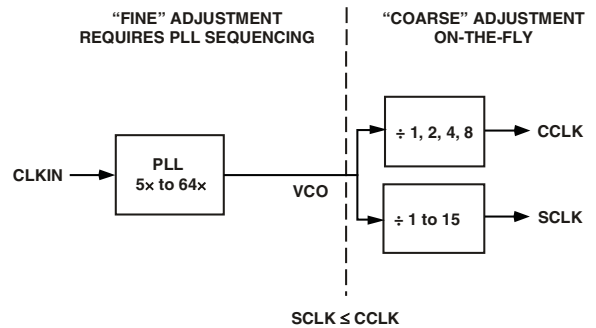 “FINE” ADJUSTMENT
REQUIRES PLL SEQUENCING
“COARSE” ADJUSTMENT
ON-THE-FLY
CLKIN
PLL
5× to 64×
VCO
÷ 1, 2, 4, 8
CCLK
÷ 1 to 15
SCLK
SCLK ≤ CCLK